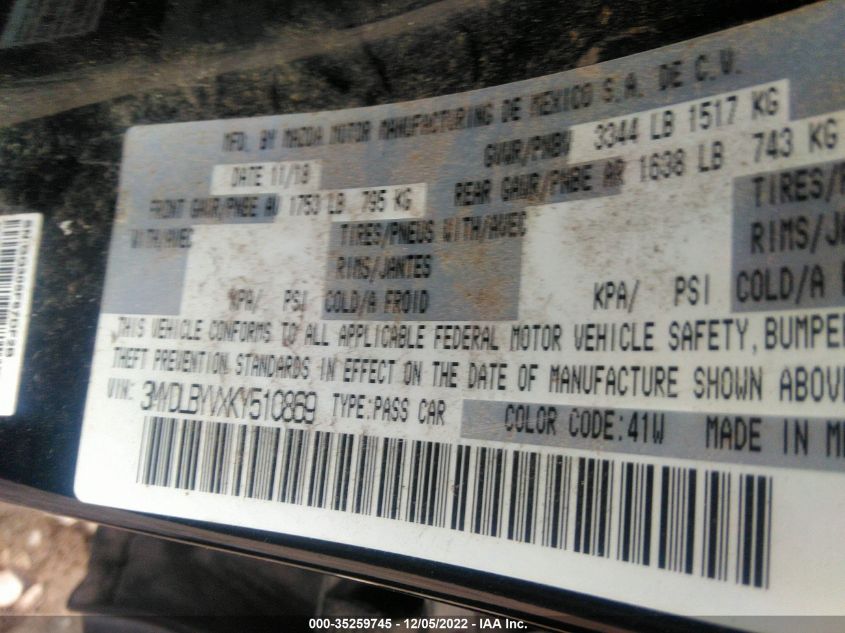 MFD. BY MAZDA MOTOR MANUFACTURING DE MEXICO S.A. DE C.V.
DATE 11/18 GVWR/PNBV 3344 LB 1517 KG
FRONT GAWR/PNBE AV 1753 LB 795 KG REAR GAWR/PNBE AR 1638 LB 743 KG
WITH/AVEC TIRES/PNEUS WITH/AVEC TIRES/
RIMS/JANTES RIMS/J
KPA/ PSI COLD/A FROID KPA/ PSI COLD/A F
THIS VEHICLE CONFORMS TO ALL APPLICABLE FEDERAL MOTOR VEHICLE SAFETY, BUMPER
THEFT PREVENTION STANDARDS IN EFFECT ON THE DATE OF MANUFACTURE SHOWN ABOV
VIN: 3MYDLBYVXKY510869 TYPE:PASS CAR COLOR CODE:41W MADE IN ME
000-35259745 - 12/05/2022 - IAA Inc.